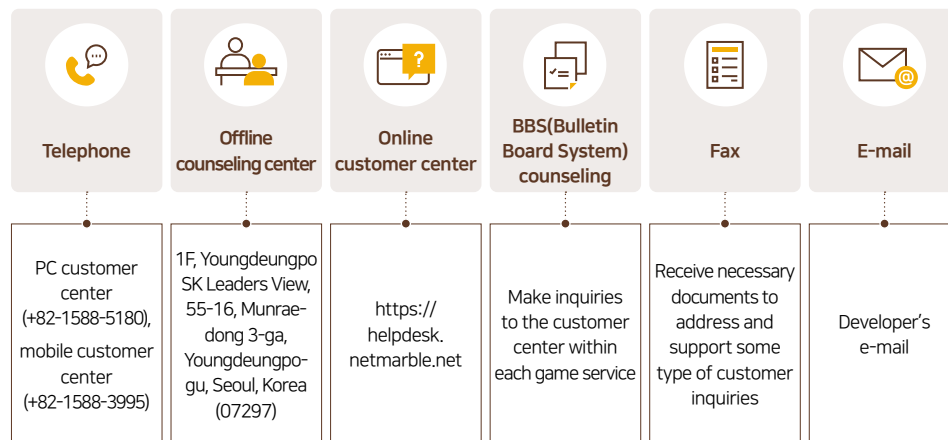 Telephone
Offline
counseling center
Online
customer center
BBS(Bulletin
Board System)
counseling
Fax
E-mail
PC customer
center
(+82-1588-5180),
mobile customer
center
(+82-1588-3995)
1F, Youngdeungpo
SK Leaders View,
55-16, Munrae-
dong 3-ga,
Youngdeungpo-
gu, Seoul, Korea
(07297)
https://
helpdesk.
netmarble.net
Make inquiries
to the customer
center within
each game service
Receive necessary
documents to
address and
support some
type of customer
inquiries
Developer's
e-mail